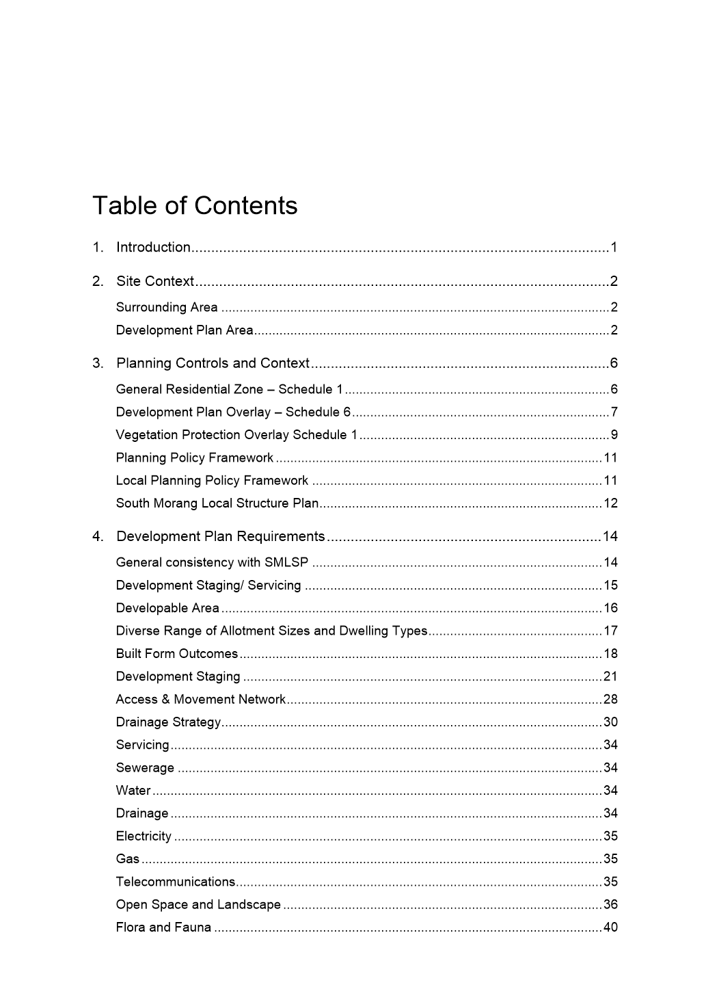 Table of Contents
1. Introduction........................................................................................................1
2. Site Context........................................................................................................2
Surrounding Area ..........................................................................................................2
Development Plan Area.................................................................................................2
3. Planning Controls and Context...........................................................................6
General Residential Zone – Schedule 1.........................................................................6
Development Plan Overlay – Schedule 6.......................................................................7
Vegetation Protection Overlay Schedule 1.....................................................................9
Planning Policy Framework ..........................................................................................11
Local Planning Policy Framework ................................................................................11
South Morang Local Structure Plan..............................................................................12
4. Development Plan Requirements.....................................................................14
General consistency with SMLSP ................................................................................14
Development Staging/ Servicing ..................................................................................15
Developable Area .........................................................................................................16
Diverse Range of Allotment Sizes and Dwelling Types................................................17
Built Form Outcomes....................................................................................................18
Development Staging ...................................................................................................21
Access & Movement Network.......................................................................................28
Drainage Strategy.........................................................................................................30
Servicing.......................................................................................................................34
Sewerage .....................................................................................................................34
Water ............................................................................................................................34
Drainage .......................................................................................................................34
Electricity ......................................................................................................................35
Gas ...............................................................................................................................35
Telecommunications.....................................................................................................35
Open Space and Landscape ........................................................................................36
Flora and Fauna ...........................................................................................................40